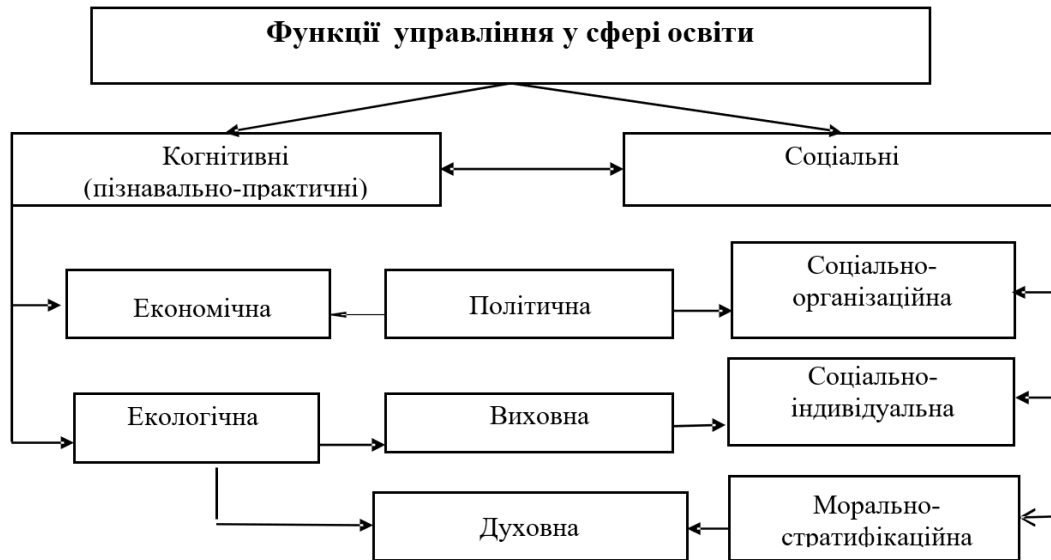 Функції управління у сфері освіти
Когнітивні
(пізнавально-практичні)
Соціальні
Економічна
Політична
Соціально-
організаційна
Екологічна
Виховна
Соціально-
індивідуальна
Духовна
Морально-
стратифікаційна